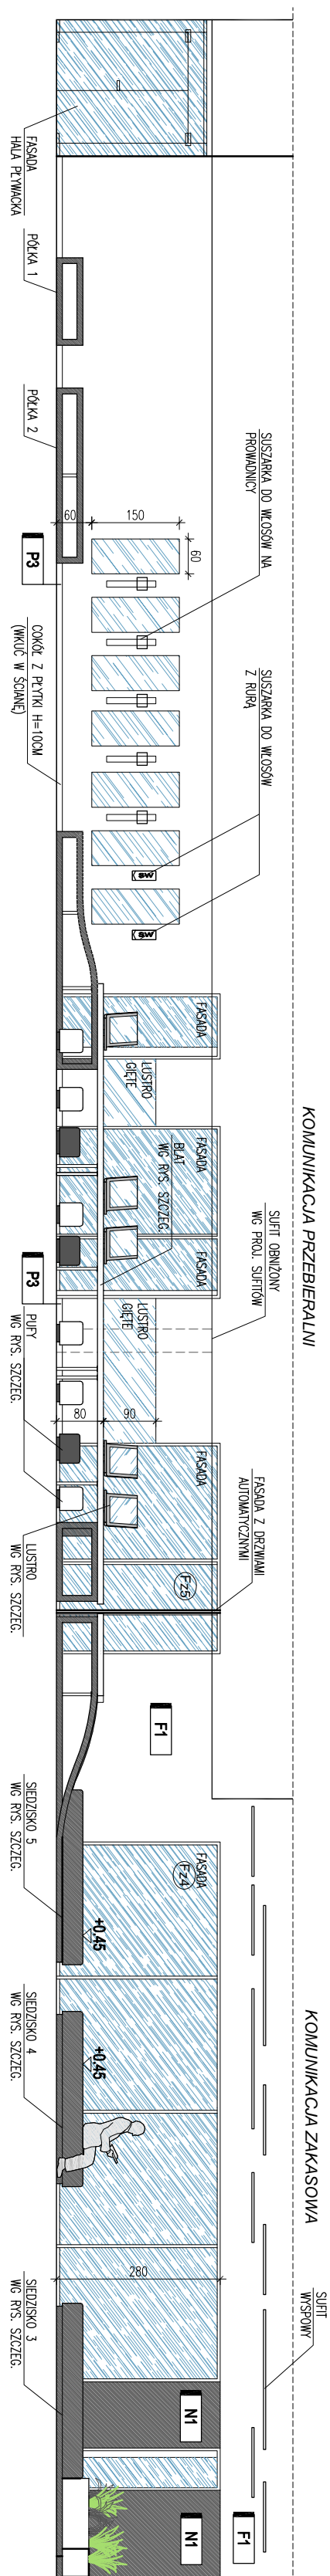 KOMUNIKACJA PRZEBIERALNI
KOMUNIKACJA ZAKASOWA
FASADA
HALA PŁYWACKA
PÓŁKA 1
PÓŁKA 2
60
150
60
P3
SUSZARKA DO WŁOSÓW NA
PROWADNICY
COKÓŁ Z PŁYTKI H=10CM
(WKUĆ W ŚCIANĘ)
SUSZARKA DO WŁOSÓW
Z RURĄ
SW
SW
FASADA
LUSTRO
GIĘTE
FASADA
BLAT
WG RYS. SZCZEG.
FASADA
SUFIT OBNIŻONY
WG PROJ. SUFITÓW
P3
LUSTRO
GIĘTE
80
90
PUFY
WG RYS. SZCZEG.
FASADA
LUSTRO
WG RYS. SZCZEG.
Fz5
FASADA Z DRZWIAMI
AUTOMATYCZNYMI
F1
SIEDZISKO 5
WG RYS. SZCZEG.
FASADA
Fz4
+0.45
SIEDZISKO 4
WG RYS. SZCZEG.
+0.45
280
SIEDZISKO 3
WG RYS. SZCZEG.
SUFIT
WYSPOWY
N1
N1
F1